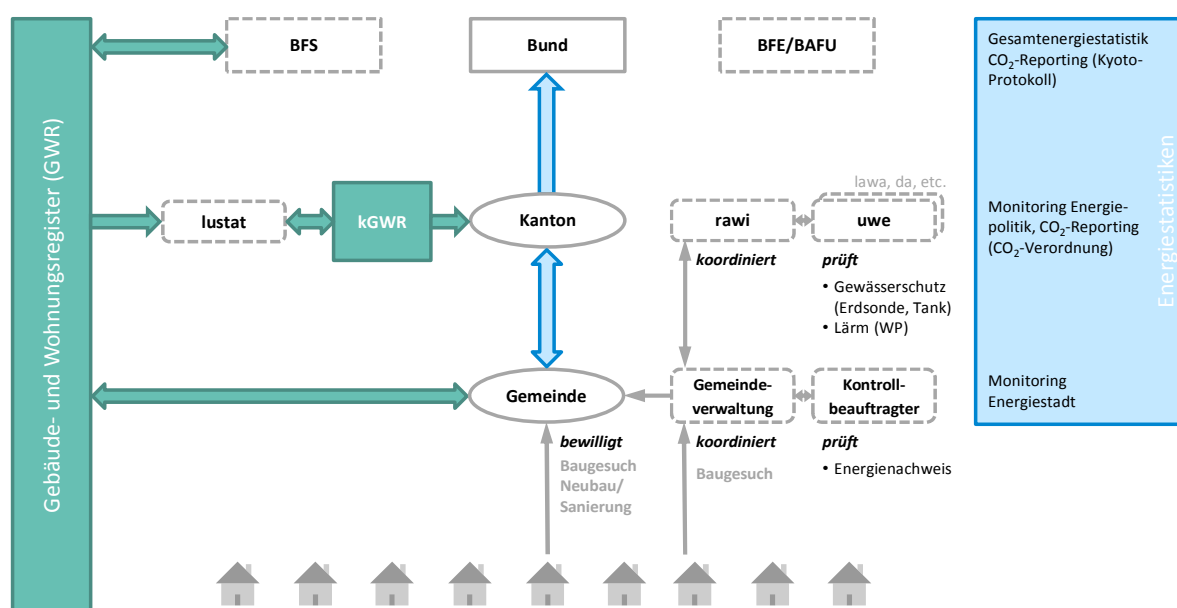 Gebäude- und Wohnungsregister (GWR)
BFS
Bund
BFE/BAFU
Gesamtenergiestatistik
CO₂-Reporting (Kyoto-
Protokoll)
Energiestatistiken
lawa, da, etc.
lustat
kGWR
Kanton
rawi
uwe
Monitoring Energie-
politik, CO₂-Reporting
(CO₂-Verordnung)
koordiniert
prüft
• Gewässerschutz
(Erdsonde, Tank)
• Lärm (WP)
Gemeinde
Gemeinde-
verwaltung
Kontroll-
beauftragter
Monitoring
Energiestadt
bewilligt
Baugesuch
Neubau/
Sanierung
koordiniert
Baugesuch
prüft
• Energienachweis